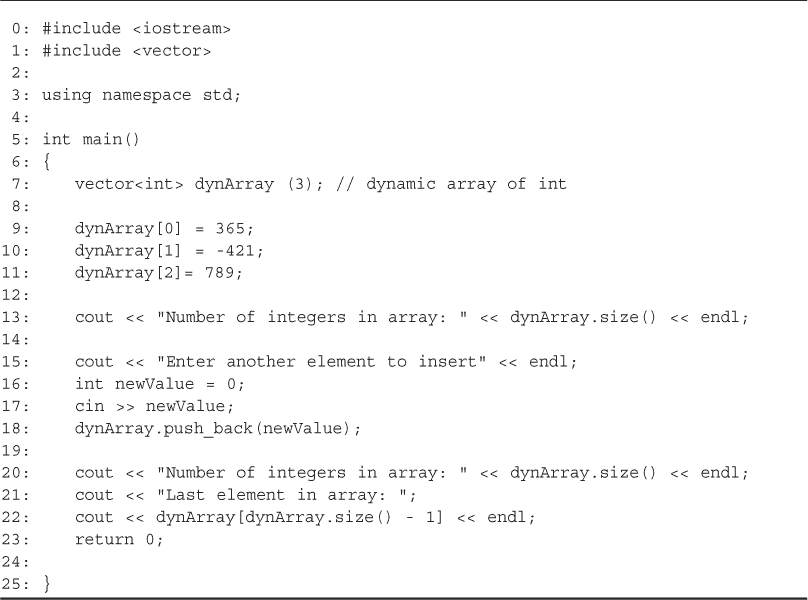 0: #include <iostream>
1: #include <vector>
2:
3: using namespace std;
4:
5: int main()
6: {
7:    vector<int> dynArray (3); // dynamic array of int
8:
9:    dynArray[0] = 365;
10:    dynArray[1] = -421;
11:    dynArray[2]= 789;
12:
13:    cout << "Number of integers in array: " << dynArray.size() << endl;
14:
15:    cout << "Enter another element to insert" << endl;
16:    int newValue = 0;
17:    cin >> newValue;
18:    dynArray.push_back(newValue);
19:
20:    cout << "Number of integers in array: " << dynArray.size() << endl;
21:    cout << "Last element in array: ";
22:    cout << dynArray[dynArray.size() - 1] << endl;
23:    return 0;
24:
25: }